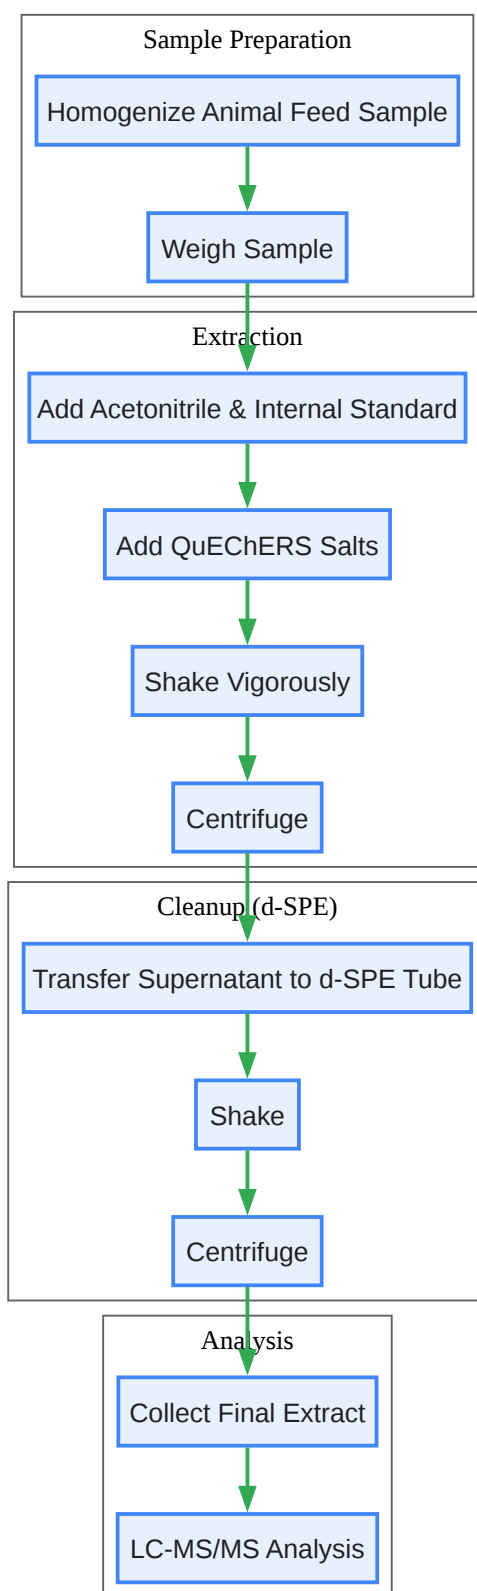 Sample Preparation
Homogenize Animal Feed Sample
Weigh Sample
Extraction
Add Acetonitrile & Internal Standard
Add QuEChERS Salts
Shake Vigorously
Centrifuge
Cleanup (d-SPE)
Transfer Supernatant to d-SPE Tube
Shake
Centrifuge
Analysis
Collect Final Extract
LC-MS/MS Analysis